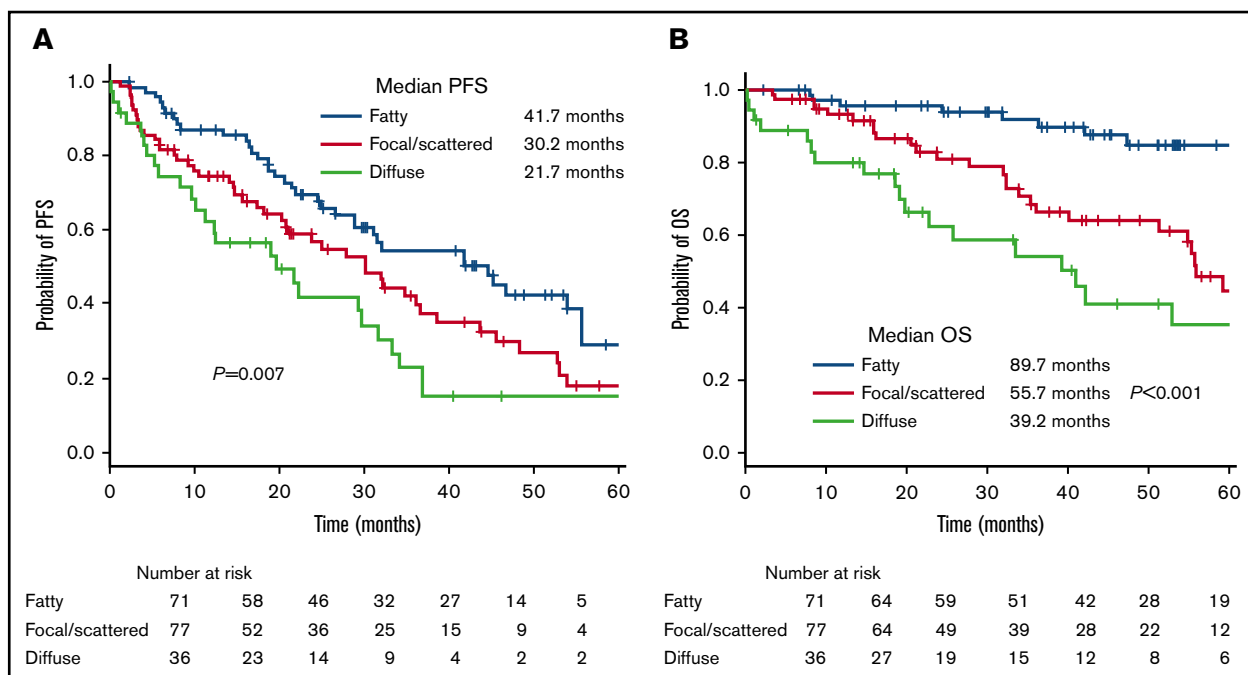 A
Probability of PFS
1.0
0.8
0.6
0.4
0.2
0.0
Median PFS
Fatty 41.7 months
Focal/scattered 30.2 months
Diffuse 21.7 months
P=0.007
0 10 20 30 40 50 60
Time (months)
Number at risk
Fatty 71 58 46 32 27 14 5
Focal/scattered 77 52 36 25 15 9 4
Diffuse 36 23 14 9 4 2 2
B
Probability of OS
1.0
0.8
0.6
0.4
0.2
0.0
Median OS
Fatty 89.7 months
Focal/scattered 55.7 months P<0.001
Diffuse 39.2 months
0 10 20 30 40 50 60
Time (months)
Number at risk
Fatty 71 64 59 51 42 28 19
Focal/scattered 77 64 49 39 28 22 12
Diffuse 36 27 19 15 12 8 6